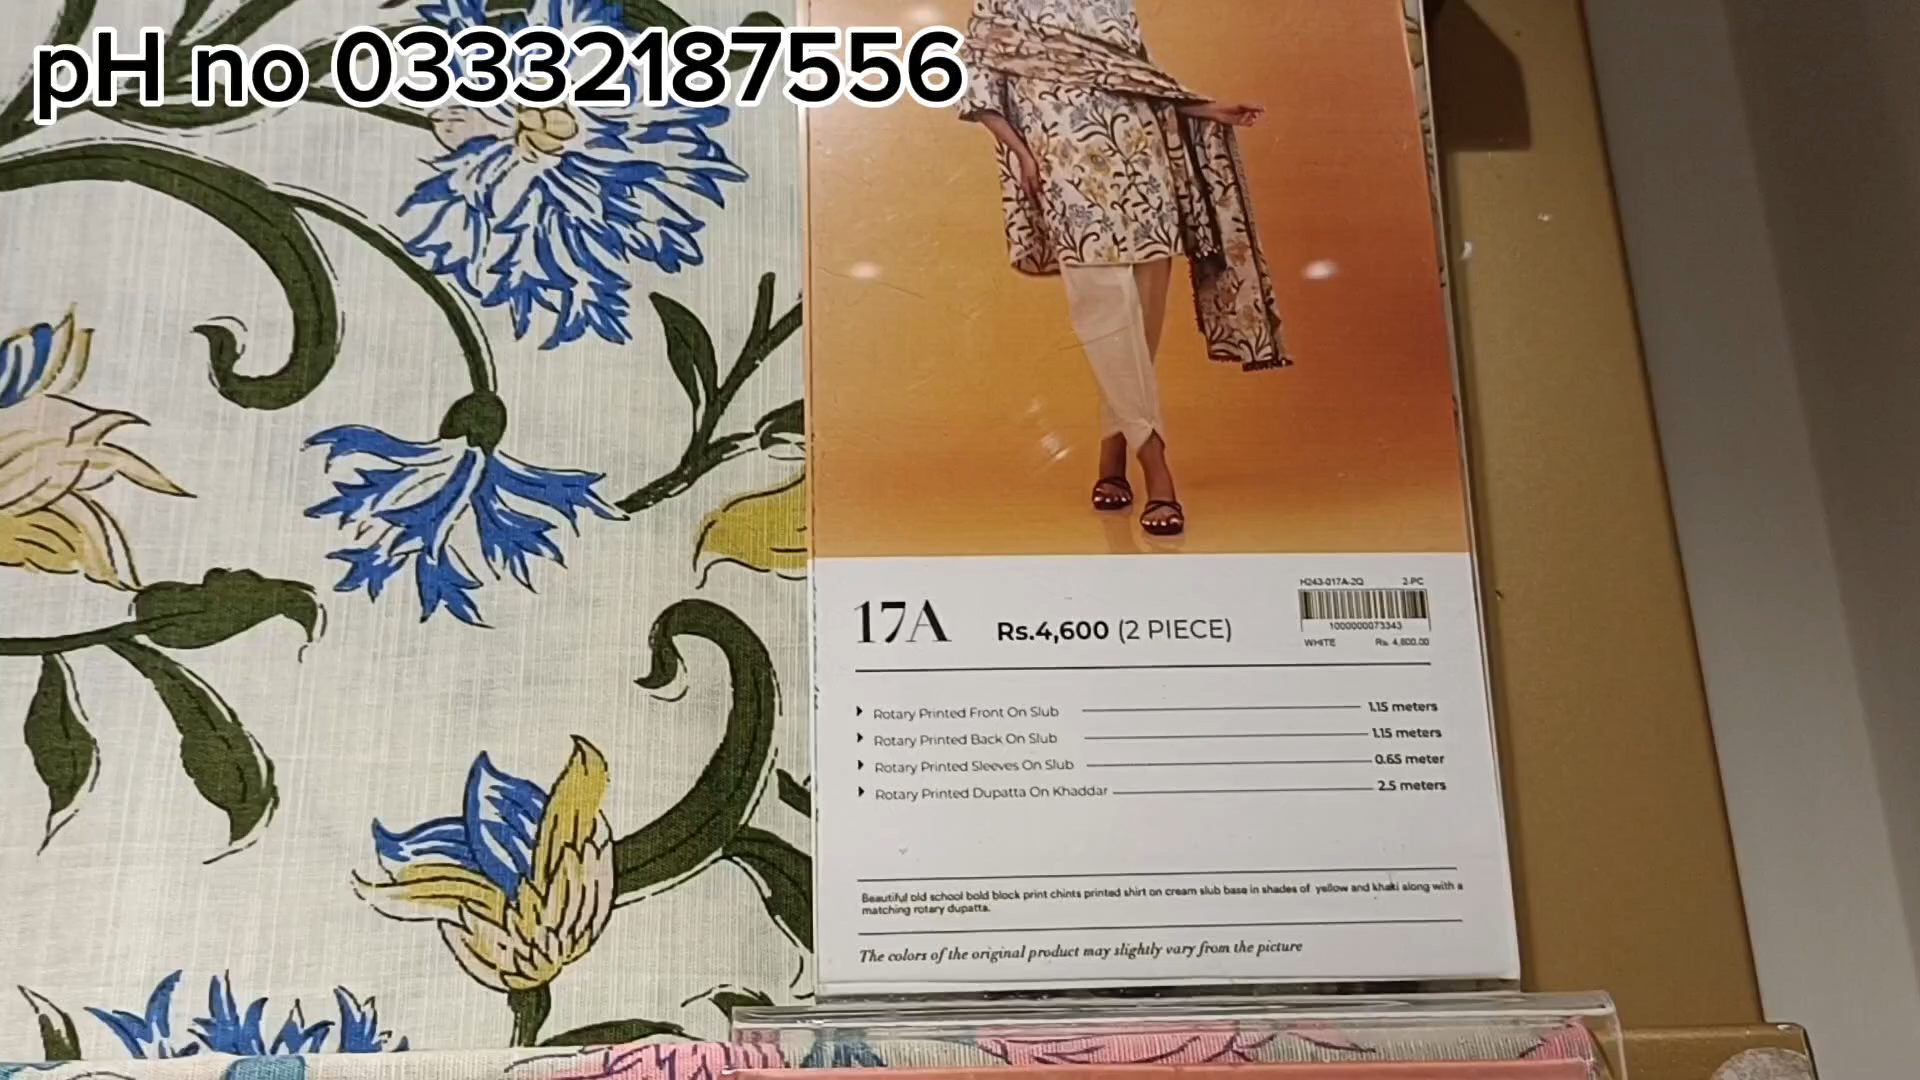 pH no 03332187556
H243-017A-2Q 2-PC
17A Rs.4,600 (2 PIECE)
1000000073343
WHITE Rs. 4,600.00
Rotary Printed Front On Slub 1.15 meters
Rotary Printed Back On Slub 1.15 meters
Rotary Printed Sleeves On Slub 0.65 meter
Rotary Printed Dupatta On Khaddar 2.5 meters
Beautiful old school bold block print chints printed shirt on cream slub base in shades of yellow and khaki along with a
matching rotary dupatta.
The colors of the original product may slightly vary from the picture